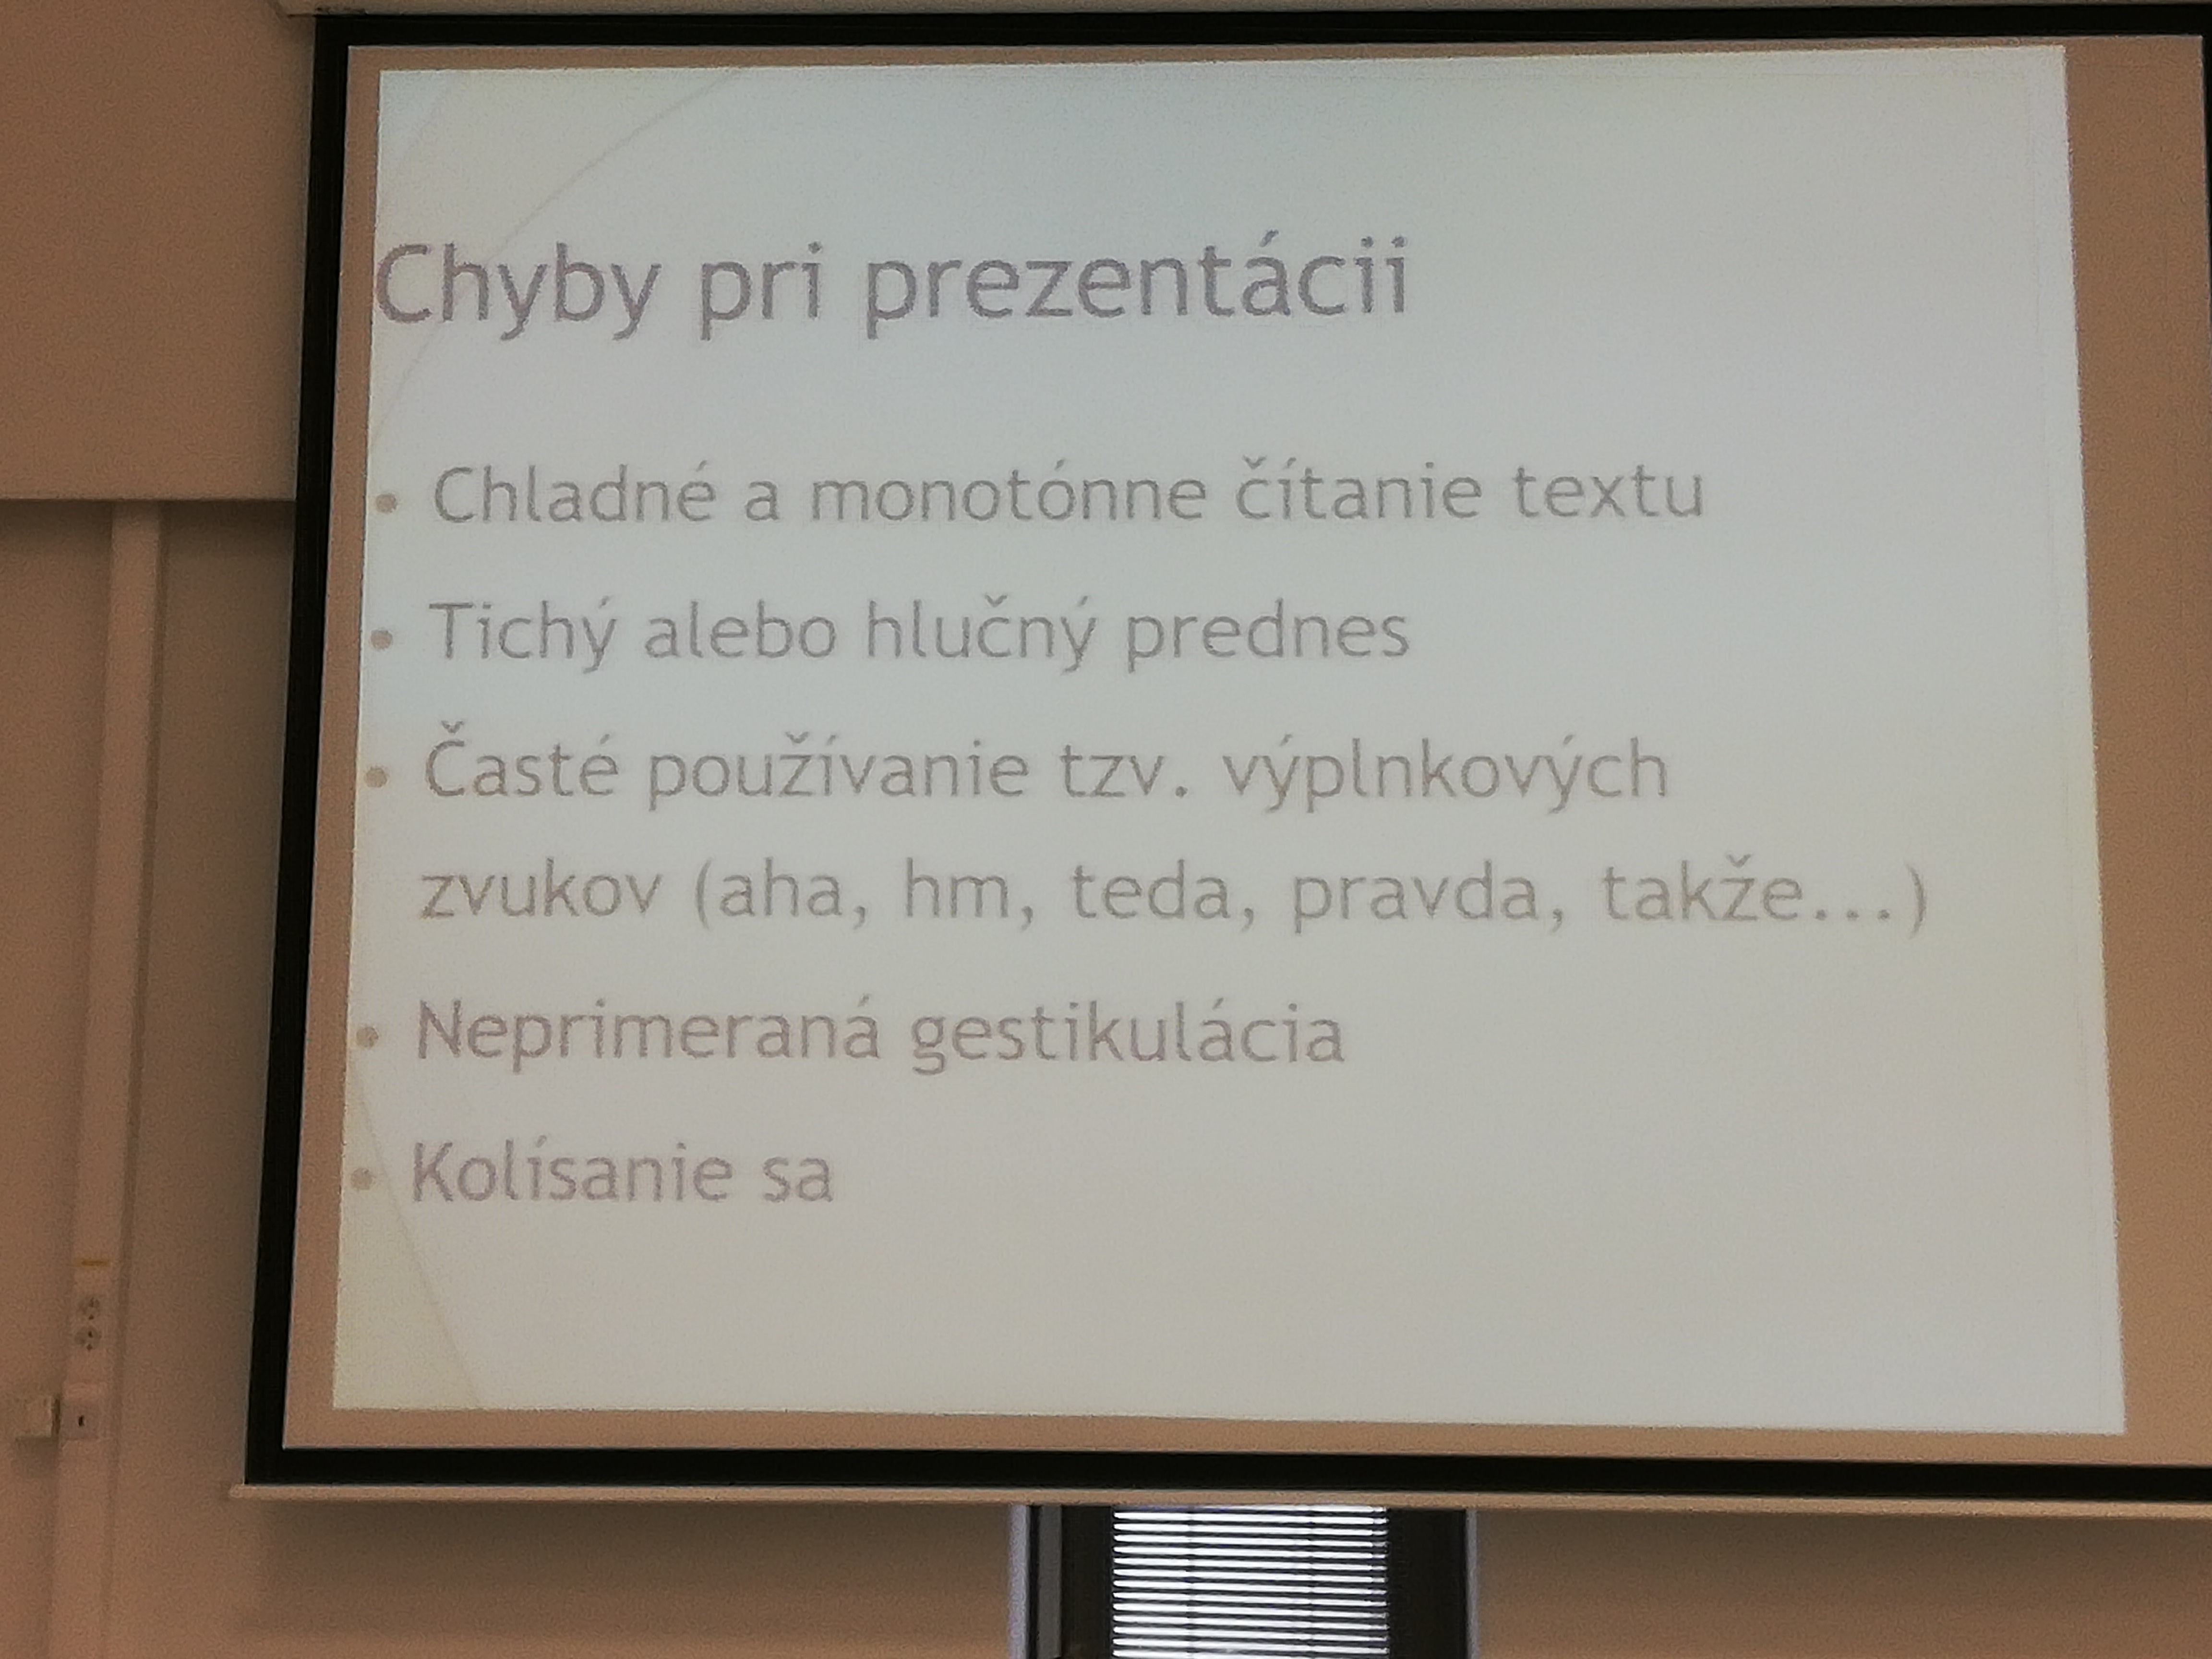 Chyby pri prezentácii
• Chladné a monotónne čítanie textu
• Tichý alebo hlučný prednes
• Časté používanie tzv. výplnkových
zvukov (aha, hm, teda, pravda, takže...)
• Neprimeraná gestikulácia
• Kolísanie sa